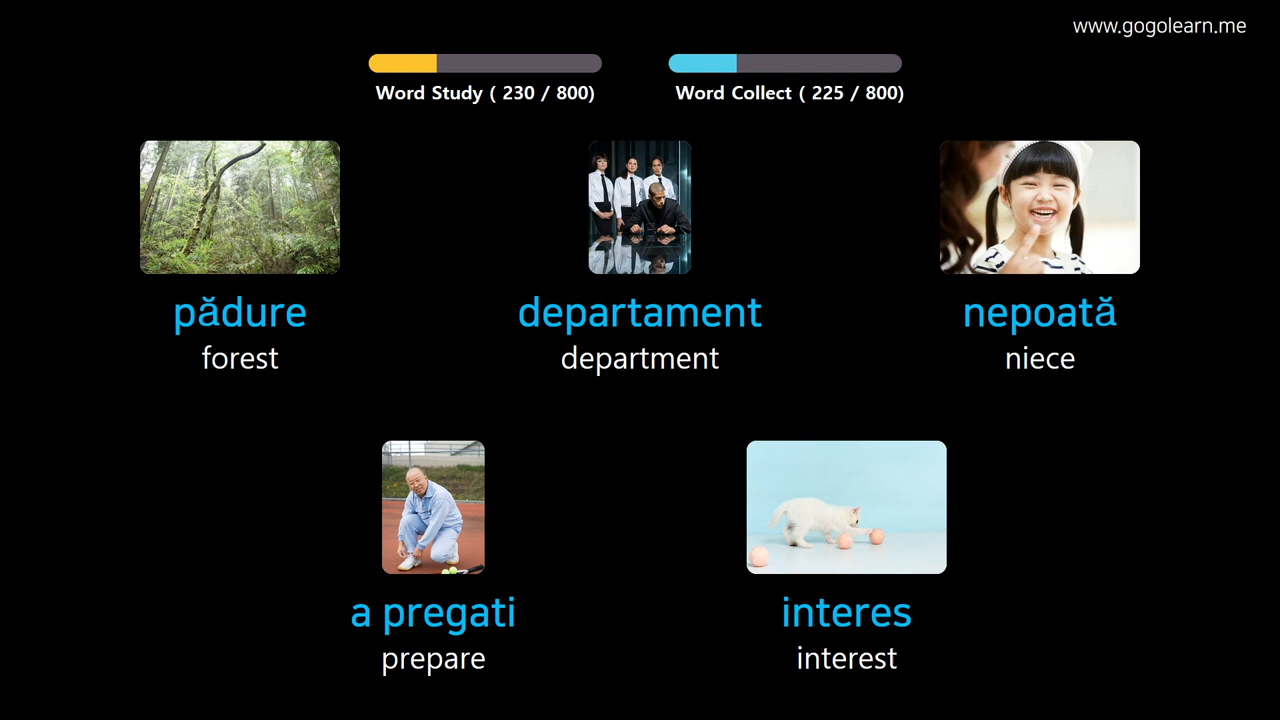 www.gogolearn.me
Word Study ( 230 / 800)
Word Collect ( 225 / 800)
pădure
forest
departament
department
nepoată
niece
a pregati
prepare
interes
interest